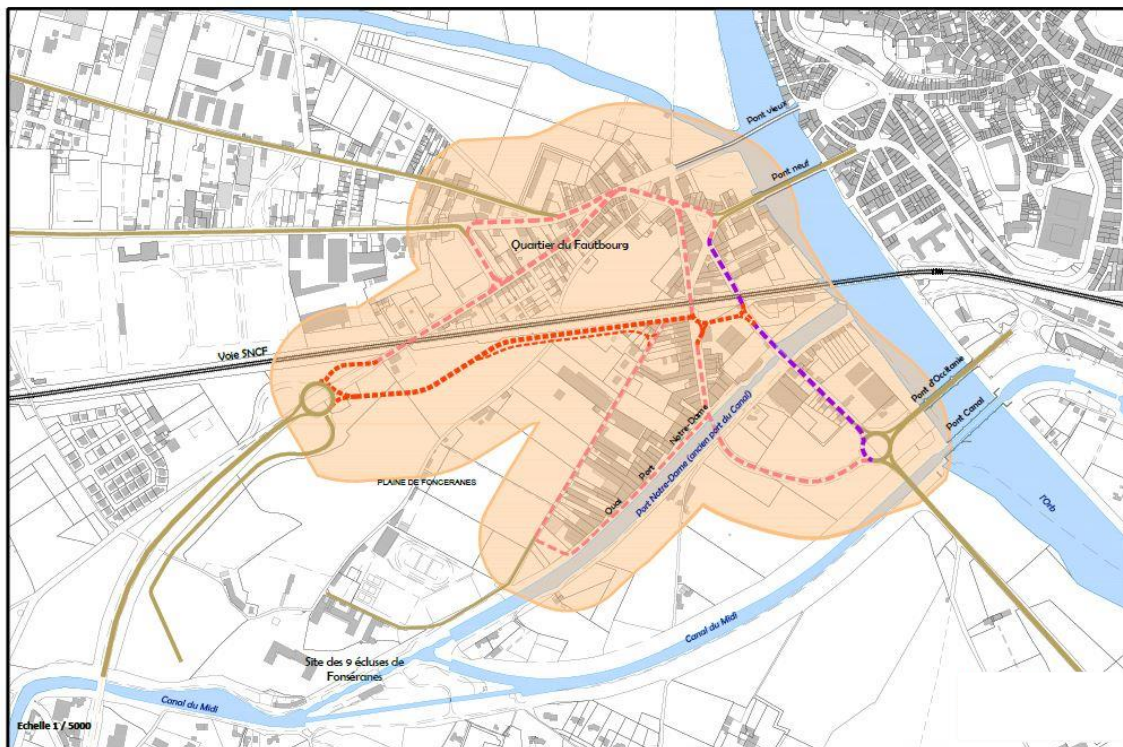 Pont vieux
Pont neuf
Quartier du Fautbourg
Voie SNCF
Pont d'Occitanie
Pont Canal
Quai Port Notre-Dame
Port Notre-Dame (ancien port du Canal)
PLAINE DE FONCERANES
l'Orb
Canal du Midi
Site des 9 écluses de
Fonséranes
Canal du Midi
Echelle 1 / 5000